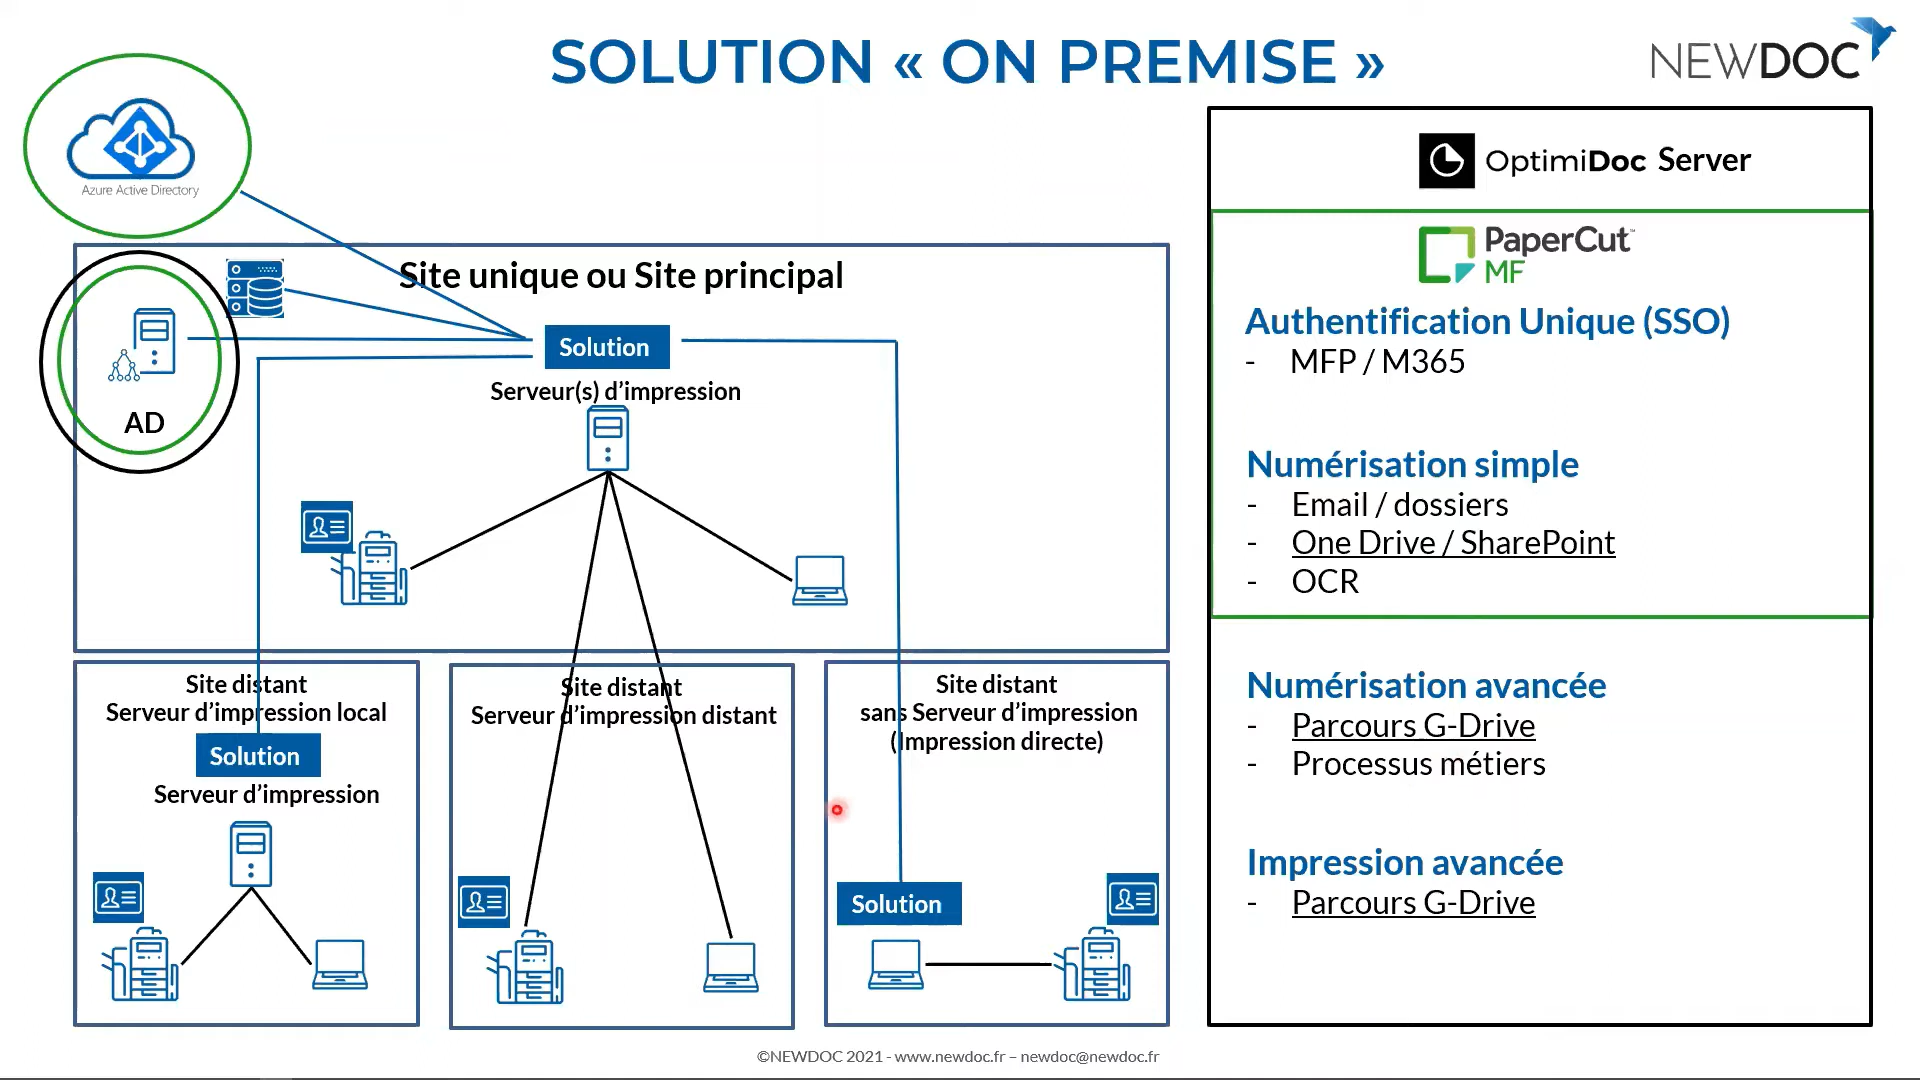 SOLUTION « ON PREMISE »
NEWDOC
Azure Active Directory
Site unique ou Site principal
AD
Solution
Serveur(s) d’impression
Site distant
Serveur d’impression local
Solution
Serveur d’impression
Site distant
Serveur d’impression distant
Site distant
sans Serveur d’impression
(Impression directe)
Solution
OptimiDoc Server
PaperCut™
MF
Authentification Unique (SSO)
- MFP / M365
Numérisation simple
- Email / dossiers
- One Drive / SharePoint
- OCR
Numérisation avancée
- Parcours G-Drive
- Processus métiers
Impression avancée
- Parcours G-Drive
©NEWDOC 2021 - www.newdoc.fr – newdoc@newdoc.fr